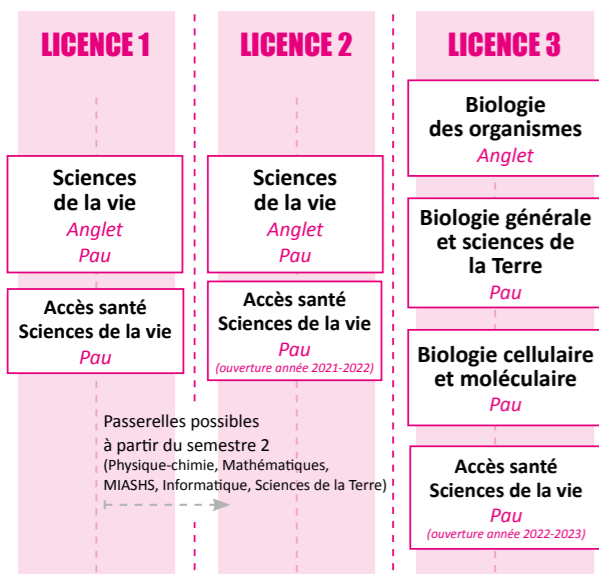 LICENCE 1
Sciences
de la vie
Anglet
Pau
Accès santé
Sciences de la vie
Pau
Passerelles possibles
à partir du semestre 2
(Physique-chimie, Mathématiques,
MIASHS, Informatique, Sciences de la Terre)
LICENCE 2
Sciences
de la vie
Anglet
Pau
Accès santé
Sciences de la vie
Pau
(ouverture année 2021-2022)
LICENCE 3
Biologie
des organismes
Anglet
Biologie générale
et sciences de
la Terre
Pau
Biologie cellulaire
et moléculaire
Pau
Accès santé
Sciences de la vie
Pau
(ouverture année 2022-2023)